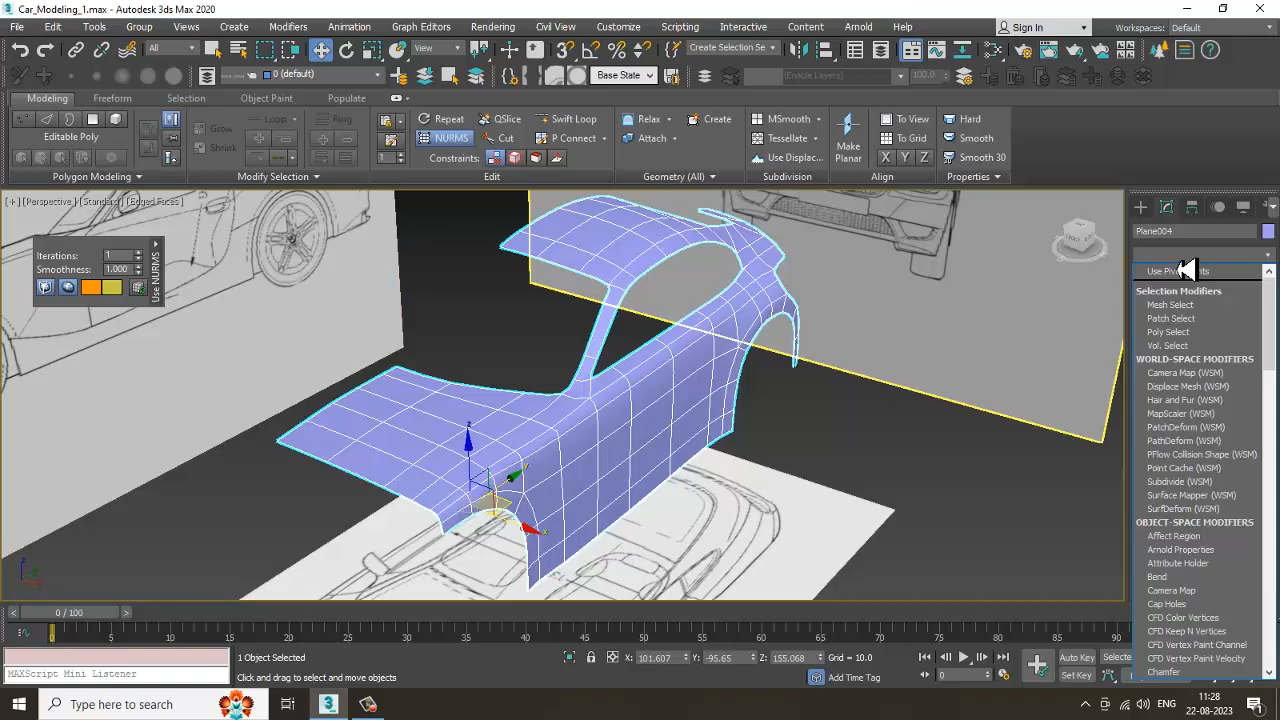 Car_Modeling_1.max - Autodesk 3ds Max 2020
File Edit Tools Group Views Create Modifiers Animation Graph Editors Rendering Civil View Customize Scripting Interactive Content Arnold Help
Sign In Workspaces: Default
All View Create Selection Se
0 (default) Base State (Enable Layers) 100.0
Modeling Freeform Selection Object Paint Populate
Grow Loop Ring Repeat QSlice Swift Loop Relax Create MSmooth To View Hard
Editable Poly Shrink NURMS Cut P Connect Attach Tessellate Make To Grid Smooth
1 Constraints: Use Displac... Planar X Y Z Smooth 30
Polygon Modeling Modify Selection Edit Geometry (All) Subdivision Align Properties
[+] [Perspective] [Standard] [Edged Faces]
Iterations: 1
Smoothness: 1.000
Use NURMS
Plane004
Selection Modifiers
Mesh Select
Patch Select
Poly Select
Vol. Select
WORLD-SPACE MODIFIERS
Camera Map (WSM)
Displace Mesh (WSM)
Hair and Fur (WSM)
MapScaler (WSM)
PatchDeform (WSM)
PathDeform (WSM)
PFlow Collision Shape (WSM)
Point Cache (WSM)
Subdivide (WSM)
Surface Mapper (WSM)
SurfDeform (WSM)
OBJECT-SPACE MODIFIERS
Affect Region
Arnold Properties
Attribute Holder
Bend
Camera Map
Cap Holes
CFD Color Vertices
CFD Keep N Vertices
CFD Vertex Paint Channel
CFD Vertex Paint Velocity
Chamfer
0 / 100
0 5 10 15 20 25 30 35 40 45 50 55 60 65 70 75 80 85 90
1 Object Selected X: 101.607 Y: -95.65 Z: 155.068 Grid = 10.0 Auto Key Selecte
MAXScript Mini Listener Click and drag to select and move objects Add Time Tag 0 Set Key
Type here to search ENG 11:28
22-08-2023